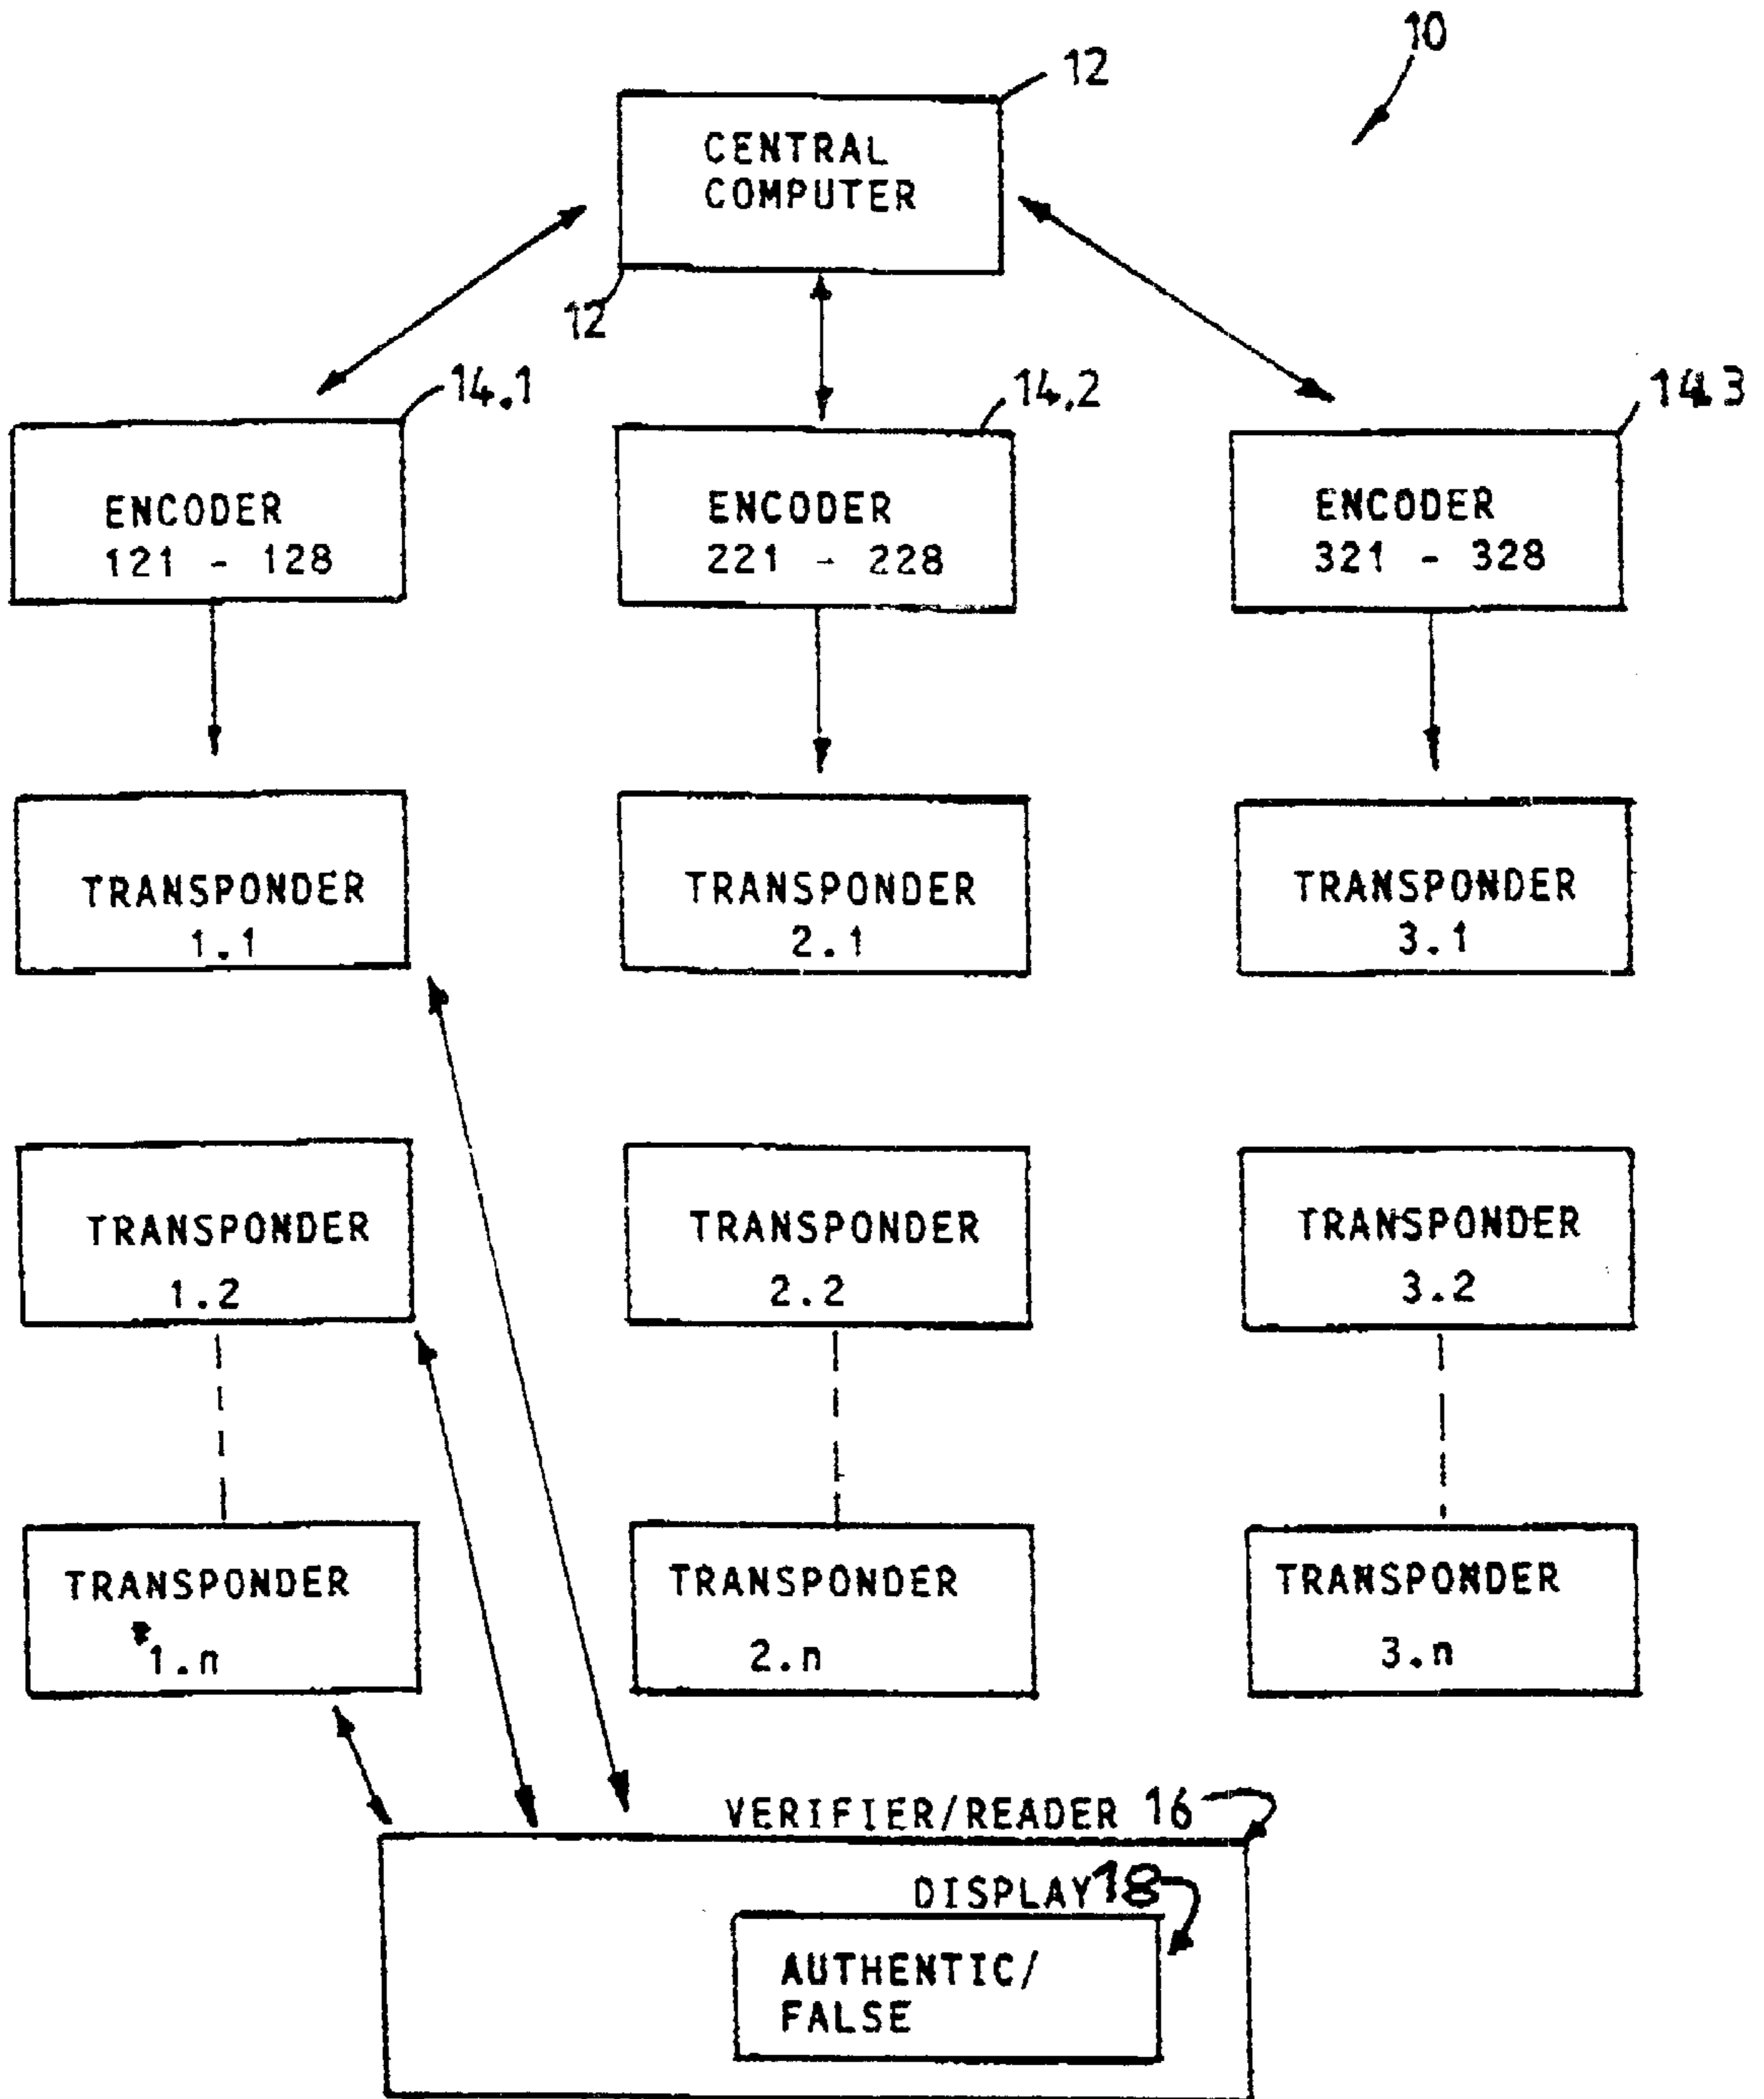 10
12
CENTRAL
COMPUTER
12
14.1
14.2
14.3
ENCODER
121 - 128
ENCODER
221 - 228
ENCODER
321 - 328
TRANSPONDER
1.1
TRANSPONDER
2.1
TRANSPONDER
3.1
TRANSPONDER
1.2
TRANSPONDER
2.2
TRANSPONDER
3.2
TRANSPONDER
1.n
TRANSPONDER
2.n
TRANSPONDER
3.n
VERIFIER/READER 16
DISPLAY 18
AUTHENTIC/
FALSE